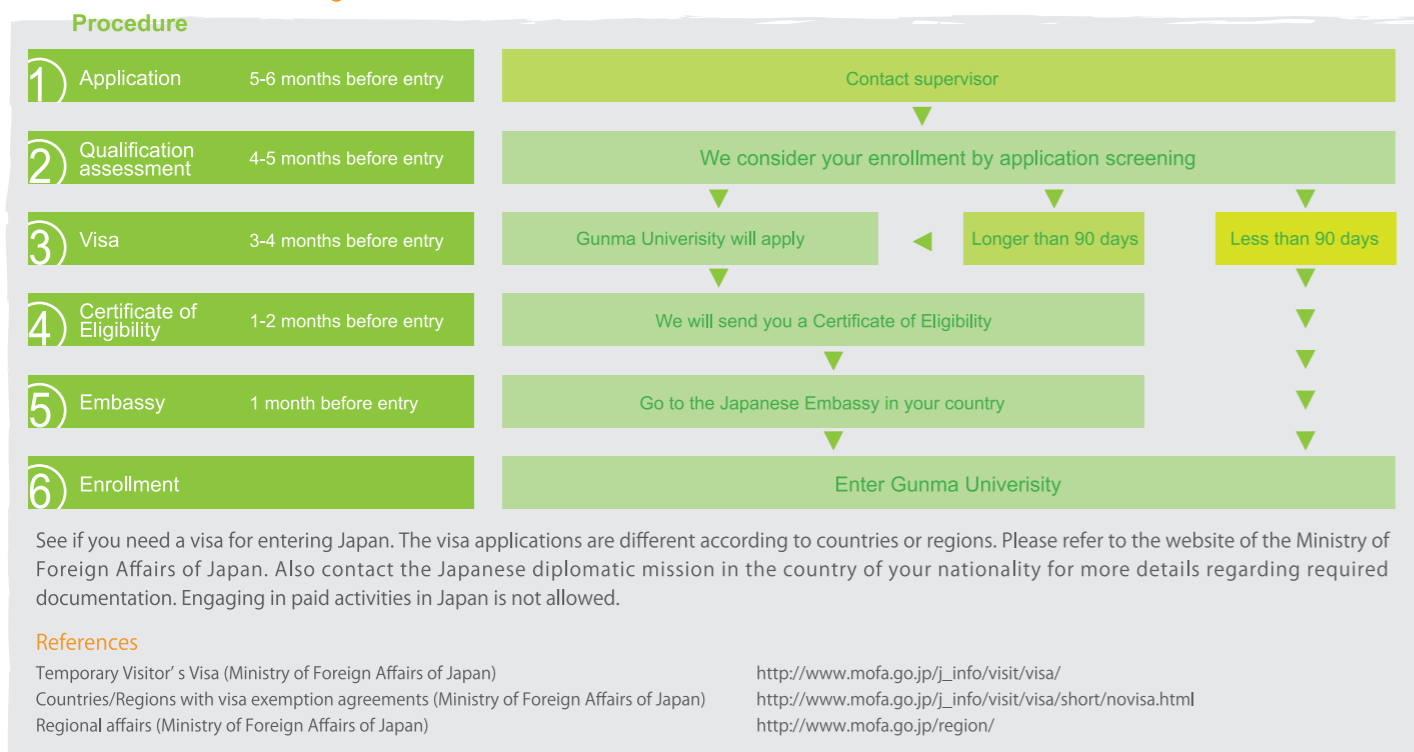 Procedure
1 Application 5-6 months before entry Contact supervisor
2 Qualification assessment 4-5 months before entry We consider your enrollment by application screening
3 Visa 3-4 months before entry Gunma Univerisity will apply Longer than 90 days Less than 90 days
4 Certificate of Eligibility 1-2 months before entry We will send you a Certificate of Eligibility
5 Embassy 1 month before entry Go to the Japanese Embassy in your country
6 Enrollment Enter Gunma Univerisity
See if you need a visa for entering Japan. The visa applications are different according to countries or regions. Please refer to the website of the Ministry of
Foreign Affairs of Japan. Also contact the Japanese diplomatic mission in the country of your nationality for more details regarding required
documentation. Engaging in paid activities in Japan is not allowed.
References
Temporary Visitor’ s Visa (Ministry of Foreign Affairs of Japan) http://www.mofa.go.jp/j_info/visit/visa/
Countries/Regions with visa exemption agreements (Ministry of Foreign Affairs of Japan) http://www.mofa.go.jp/j_info/visit/visa/short/novisa.html
Regional affairs (Ministry of Foreign Affairs of Japan) http://www.mofa.go.jp/region/